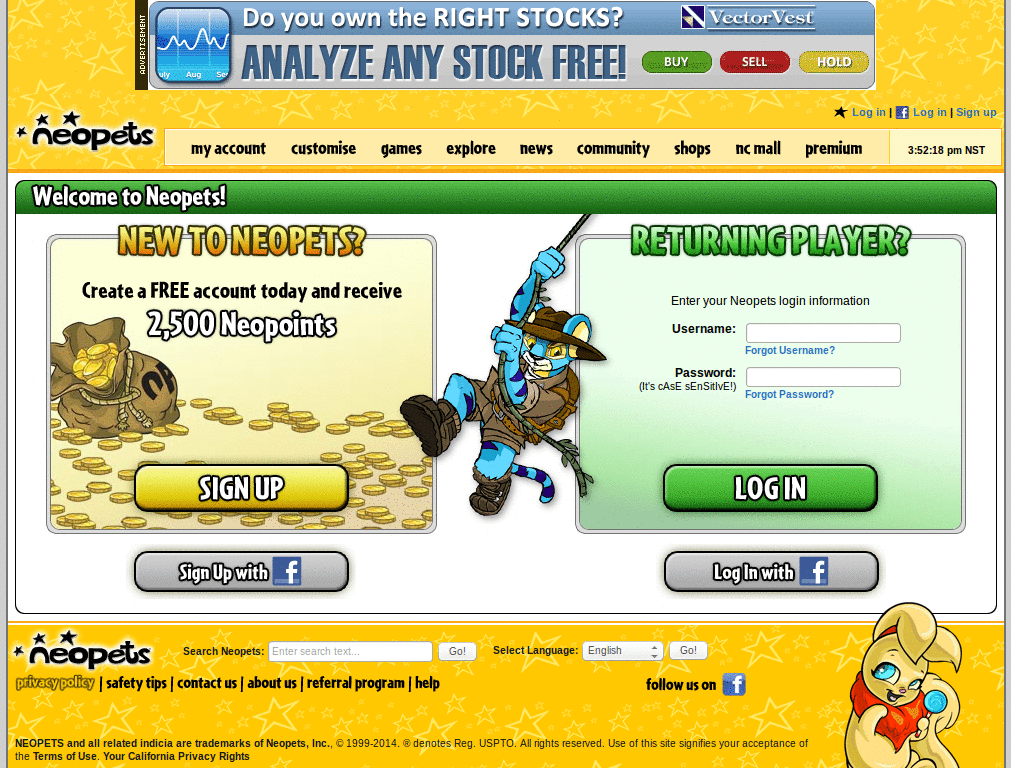 ADVERTISEMENT
Do you own the RIGHT STOCKS?
VectorVest
ANALYZE ANY STOCK FREE!
BUY SELL HOLD
uly Aug Se
Log in | Log in | Sign up
neopets
my account customise games explore news community shops nc mall premium
3:52:18 pm NST
Welcome to Neopets!
NEW TO NEOPETS?
Create a FREE account today and receive
2,500 Neopoints
SIGN UP
Sign Up with f
RETURNING PLAYER?
Enter your Neopets login information
Username:
Forgot Username?
Password:
(It's cAsE sEnSitIvE!)
Forgot Password?
LOG IN
Log In with f
neopets
Search Neopets: Enter search text... Go! Select Language: English Go!
privacy policy | safety tips | contact us | about us | referral program | help
follow us on f
NEOPETS and all related indicia are trademarks of Neopets, Inc., © 1999-2014. ® denotes Reg. USPTO. All rights reserved. Use of this site signifies your acceptance of
the Terms of Use. Your California Privacy Rights